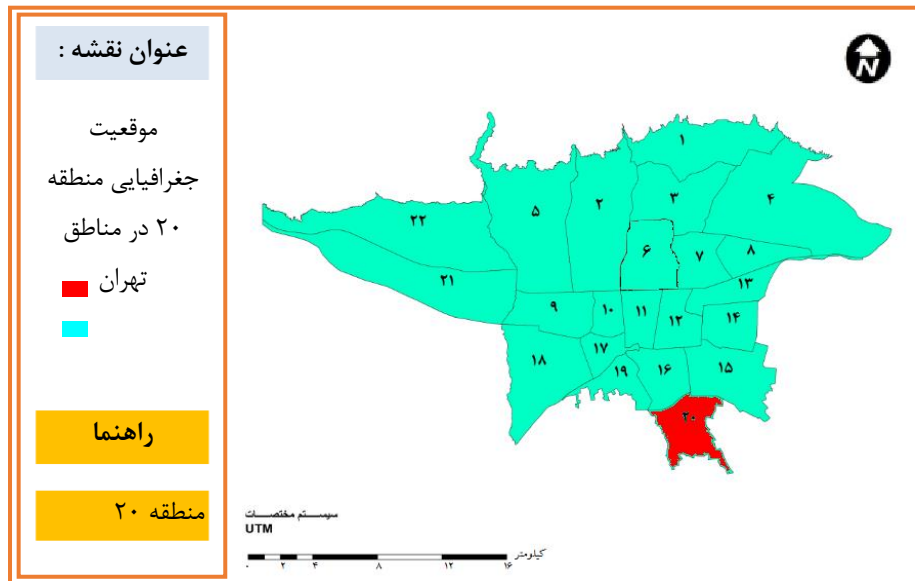 عنوان نقشه :
موقعیت
جغرافیایی منطقه
۲۰ در مناطق
تهران
راهنما
منطقه ۲۰
N
۱
۲
۳
۴
۵
۶
۷
۸
۲۲
۲۱
۹
۱۰
۱۱
۱۲
۱۳
۱۴
۱۸
۱۷
۱۹
۱۶
۱۵
۲۰
سیستم مختصات
UTM
کیلومتر
۰ ۲ ۴ ۸ ۱۲ ۱۶